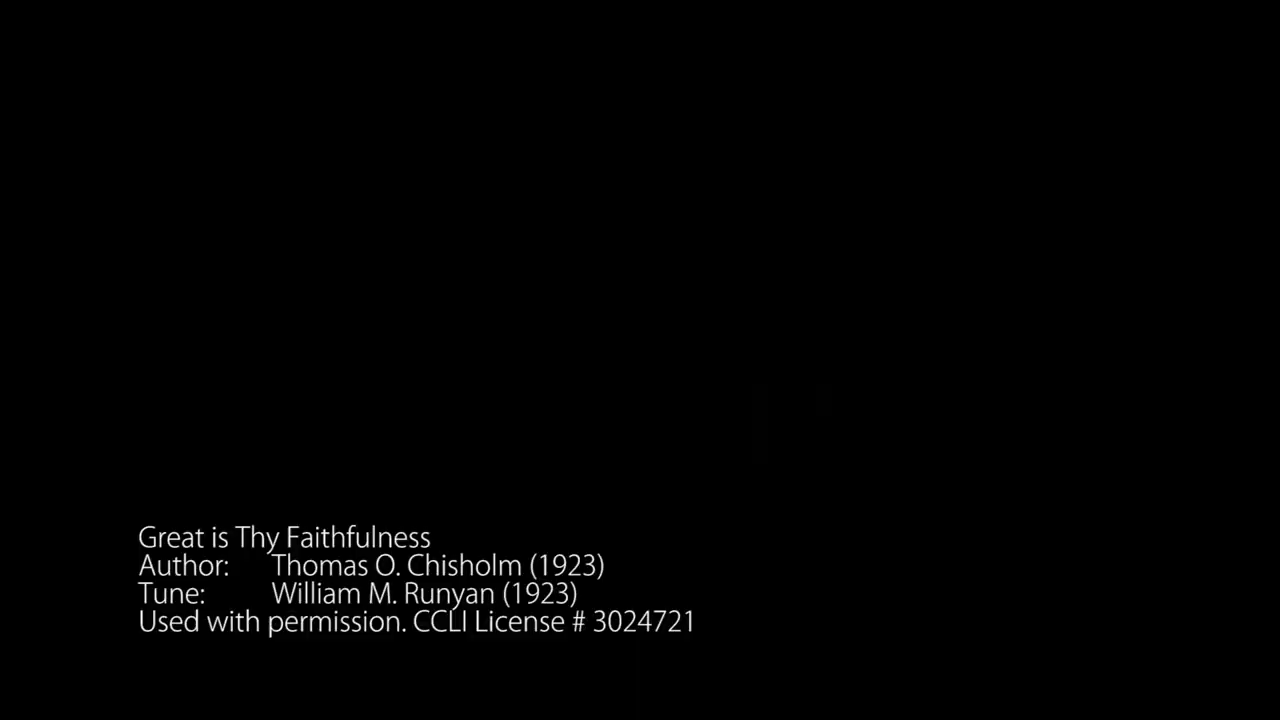 Great is Thy Faithfulness
Author: Thomas O. Chisholm (1923)
Tune: William M. Runyan (1923)
Used with permission. CCLI License # 3024721